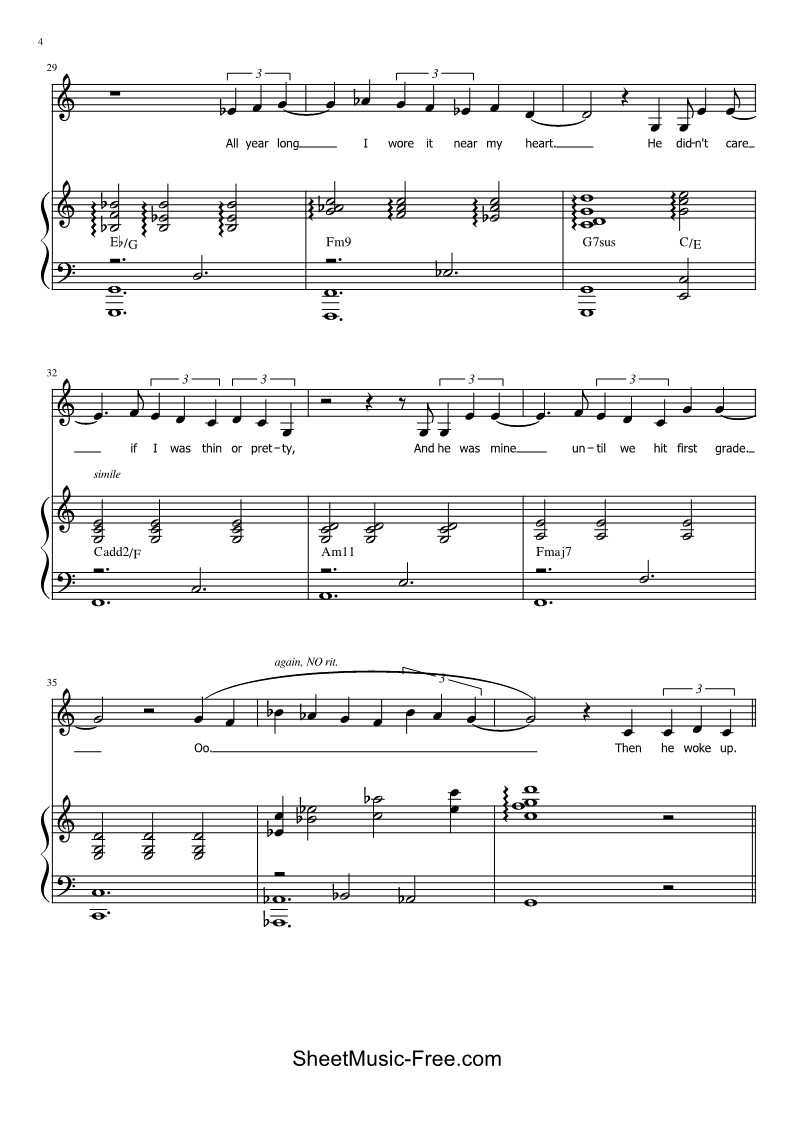 4
29
3
3
All year long I wore it near my heart. He did-n't care
E♭/G Fm9 G7sus C/E
32
3
3
3
3
if I was thin or pret-ty, And he was mine un-til we hit first grade.
simile
Cadd2/F Am11 Fmaj7
35
again, NO rit.
3
3
Oo. Then he woke up.
SheetMusic-Free.com